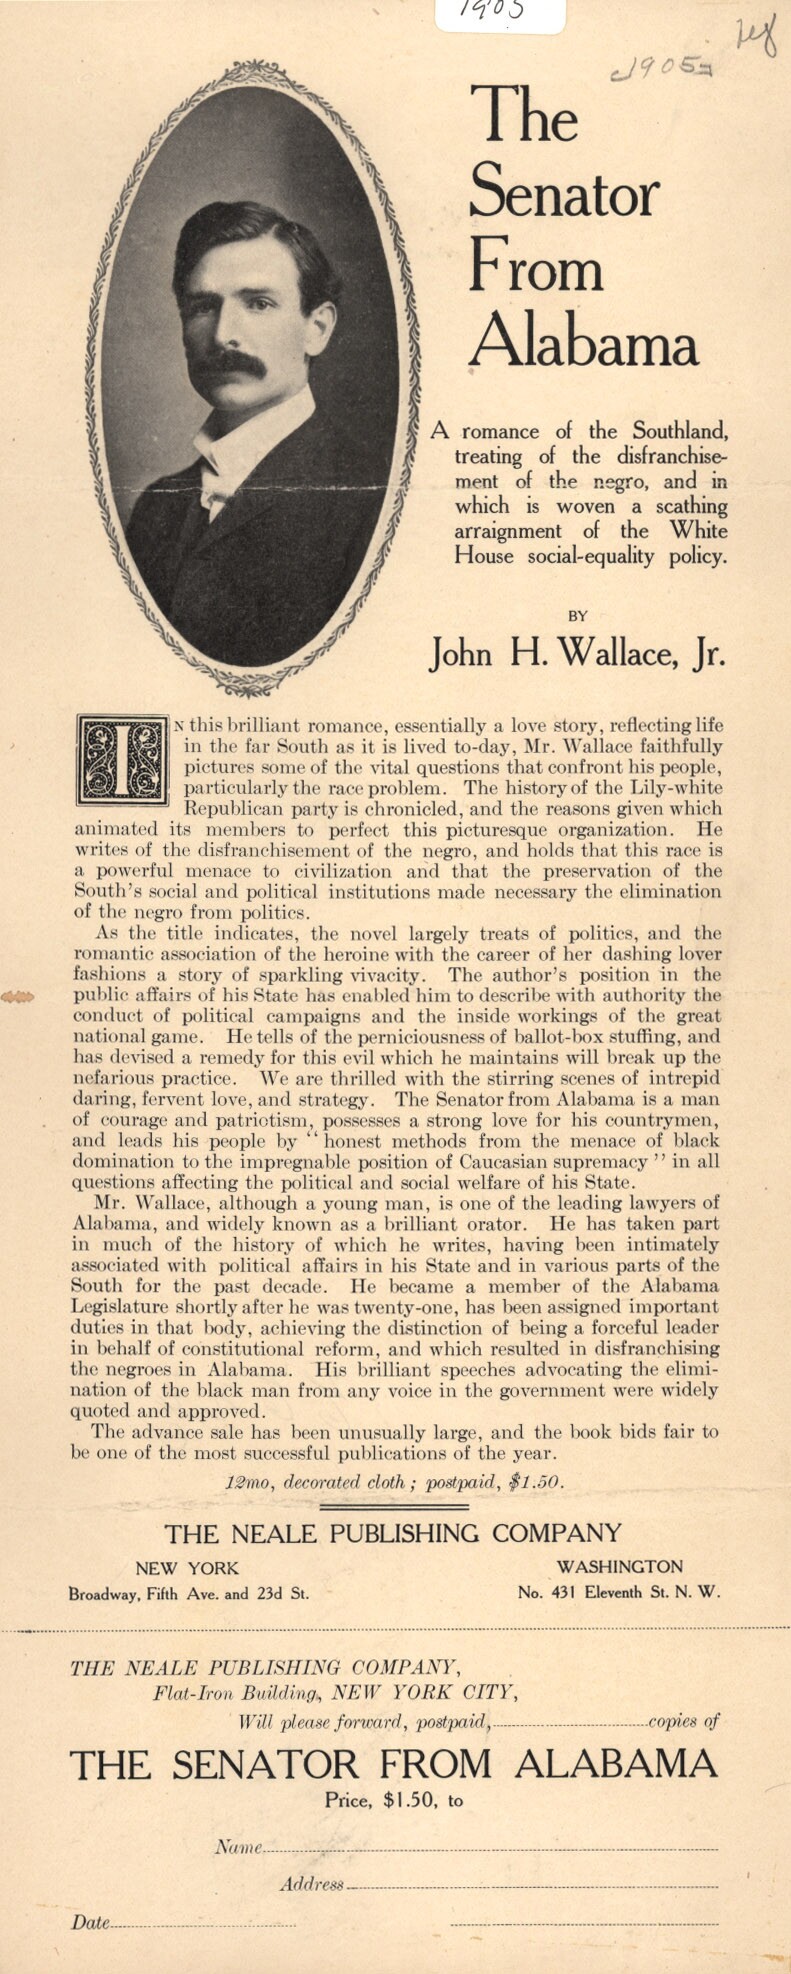 1905
1905
The
Senator
From
Alabama
A romance of the Southland,
treating of the disfranchise-
ment of the negro, and in
which is woven a scathing
arraignment of the White
House social-equality policy.
BY
John H. Wallace, Jr.
IN this brilliant romance, essentially a love story, reflecting life
in the far South as it is lived to-day, Mr. Wallace faithfully
pictures some of the vital questions that confront his people,
particularly the race problem. The history of the Lily-white
Republican party is chronicled, and the reasons given which
animated its members to perfect this picturesque organization. He
writes of the disfranchisement of the negro, and holds that this race is
a powerful menace to civilization and that the preservation of the
South's social and political institutions made necessary the elimination
of the negro from politics.
As the title indicates, the novel largely treats of politics, and the
romantic association of the heroine with the career of her dashing lover
fashions a story of sparkling vivacity. The author's position in the
public affairs of his State has enabled him to describe with authority the
conduct of political campaigns and the inside workings of the great
national game. He tells of the perniciousness of ballot-box stuffing, and
has devised a remedy for this evil which he maintains will break up the
nefarious practice. We are thrilled with the stirring scenes of intrepid
daring, fervent love, and strategy. The Senator from Alabama is a man
of courage and patriotism, possesses a strong love for his countrymen,
and leads his people by "honest methods from the menace of black
domination to the impregnable position of Caucasian supremacy" in all
questions affecting the political and social welfare of his State.
Mr. Wallace, although a young man, is one of the leading lawyers of
Alabama, and widely known as a brilliant orator. He has taken part
in much of the history of which he writes, having been intimately
associated with political affairs in his State and in various parts of the
South for the past decade. He became a member of the Alabama
Legislature shortly after he was twenty-one, has been assigned important
duties in that body, achieving the distinction of being a forceful leader
in behalf of constitutional reform, and which resulted in disfranchising
the negroes in Alabama. His brilliant speeches advocating the elimi-
nation of the black man from any voice in the government were widely
quoted and approved.
The advance sale has been unusually large, and the book bids fair to
be one of the most successful publications of the year.
12mo, decorated cloth; postpaid, $1.50.
THE NEALE PUBLISHING COMPANY
NEW YORK WASHINGTON
Broadway, Fifth Ave. and 23d St. No. 431 Eleventh St. N. W.
THE NEALE PUBLISHING COMPANY,
Flat-Iron Building, NEW YORK CITY,
Will please forward, postpaid, copies of
THE SENATOR FROM ALABAMA
Price, $1.50, to
Name
Address
Date